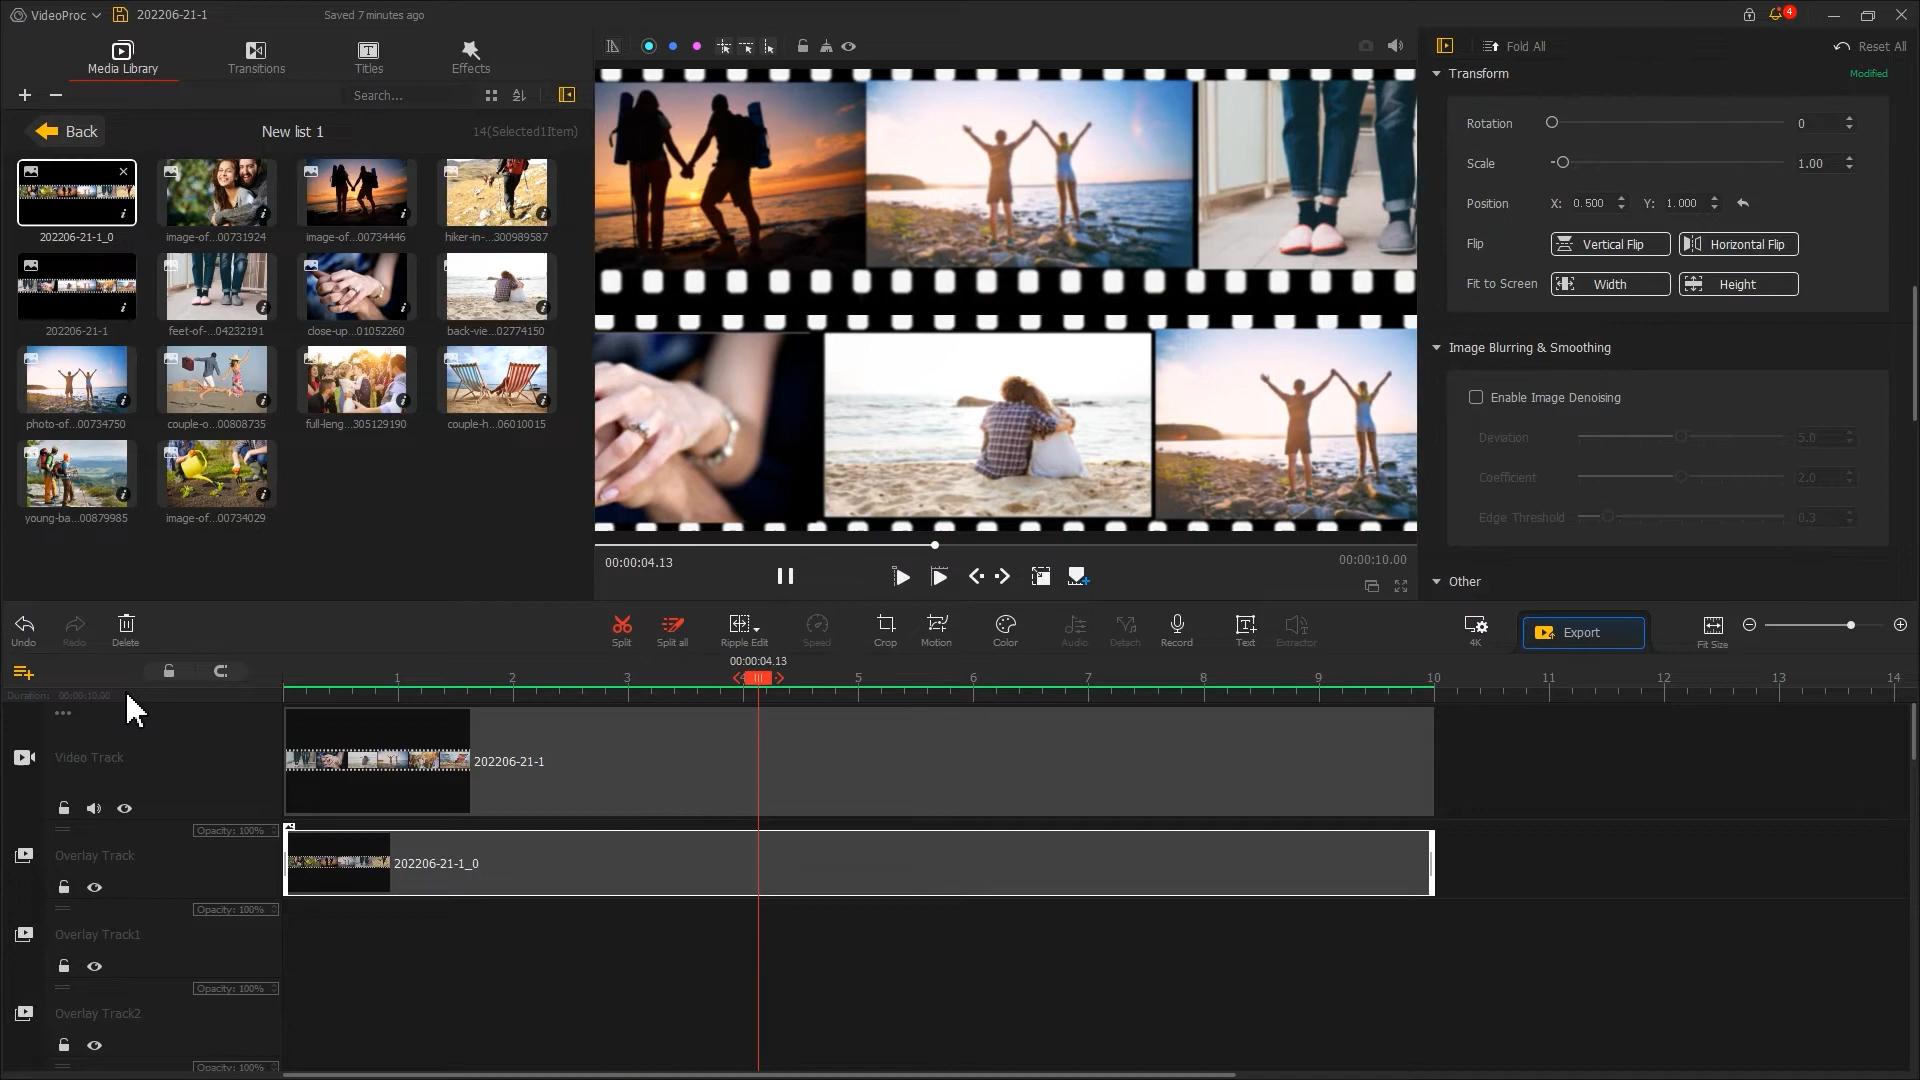 VideoProc
202206-21-1
Saved 7 minutes ago
4
Media Library
Transitions
Titles
Effects
Search...
Back
New list 1
14(Selected1Item)
202206-21-1_0
image-of...00731924
image-of...00734446
hiker-in-...300989587
202206-21-1
feet-of-...04232191
close-up...01052260
back-vie...02774150
photo-of...00734750
couple-o...00808735
full-leng...305129190
couple-h...06010015
young-ba...00879985
image-of...00734029
00:00:04.13
00:00:10.00
Fold All
Reset All
Transform
Modified
Rotation
0
Scale
1.00
Position
X: 0.500
Y: 1.000
Flip
Vertical Flip
Horizontal Flip
Fit to Screen
Width
Height
Image Blurring & Smoothing
Enable Image Denoising
Deviation
5.0
Coefficient
2.0
Edge Threshold
0.3
Other
Undo
Redo
Delete
Split
Split all
Ripple Edit
Speed
Crop
Motion
Color
Audio
Detach
Record
Text
Extractor
4K
Export
Fit Size
00:00:04.13
1 2 3 4 5 6 7 8 9 10 11 12 13 14
Duration: 00:00:10.00
Video Track
202206-21-1
Opacity: 100%
Overlay Track
202206-21-1_0
Opacity: 100%
Overlay Track1
Opacity: 100%
Overlay Track2
Opacity: 100%